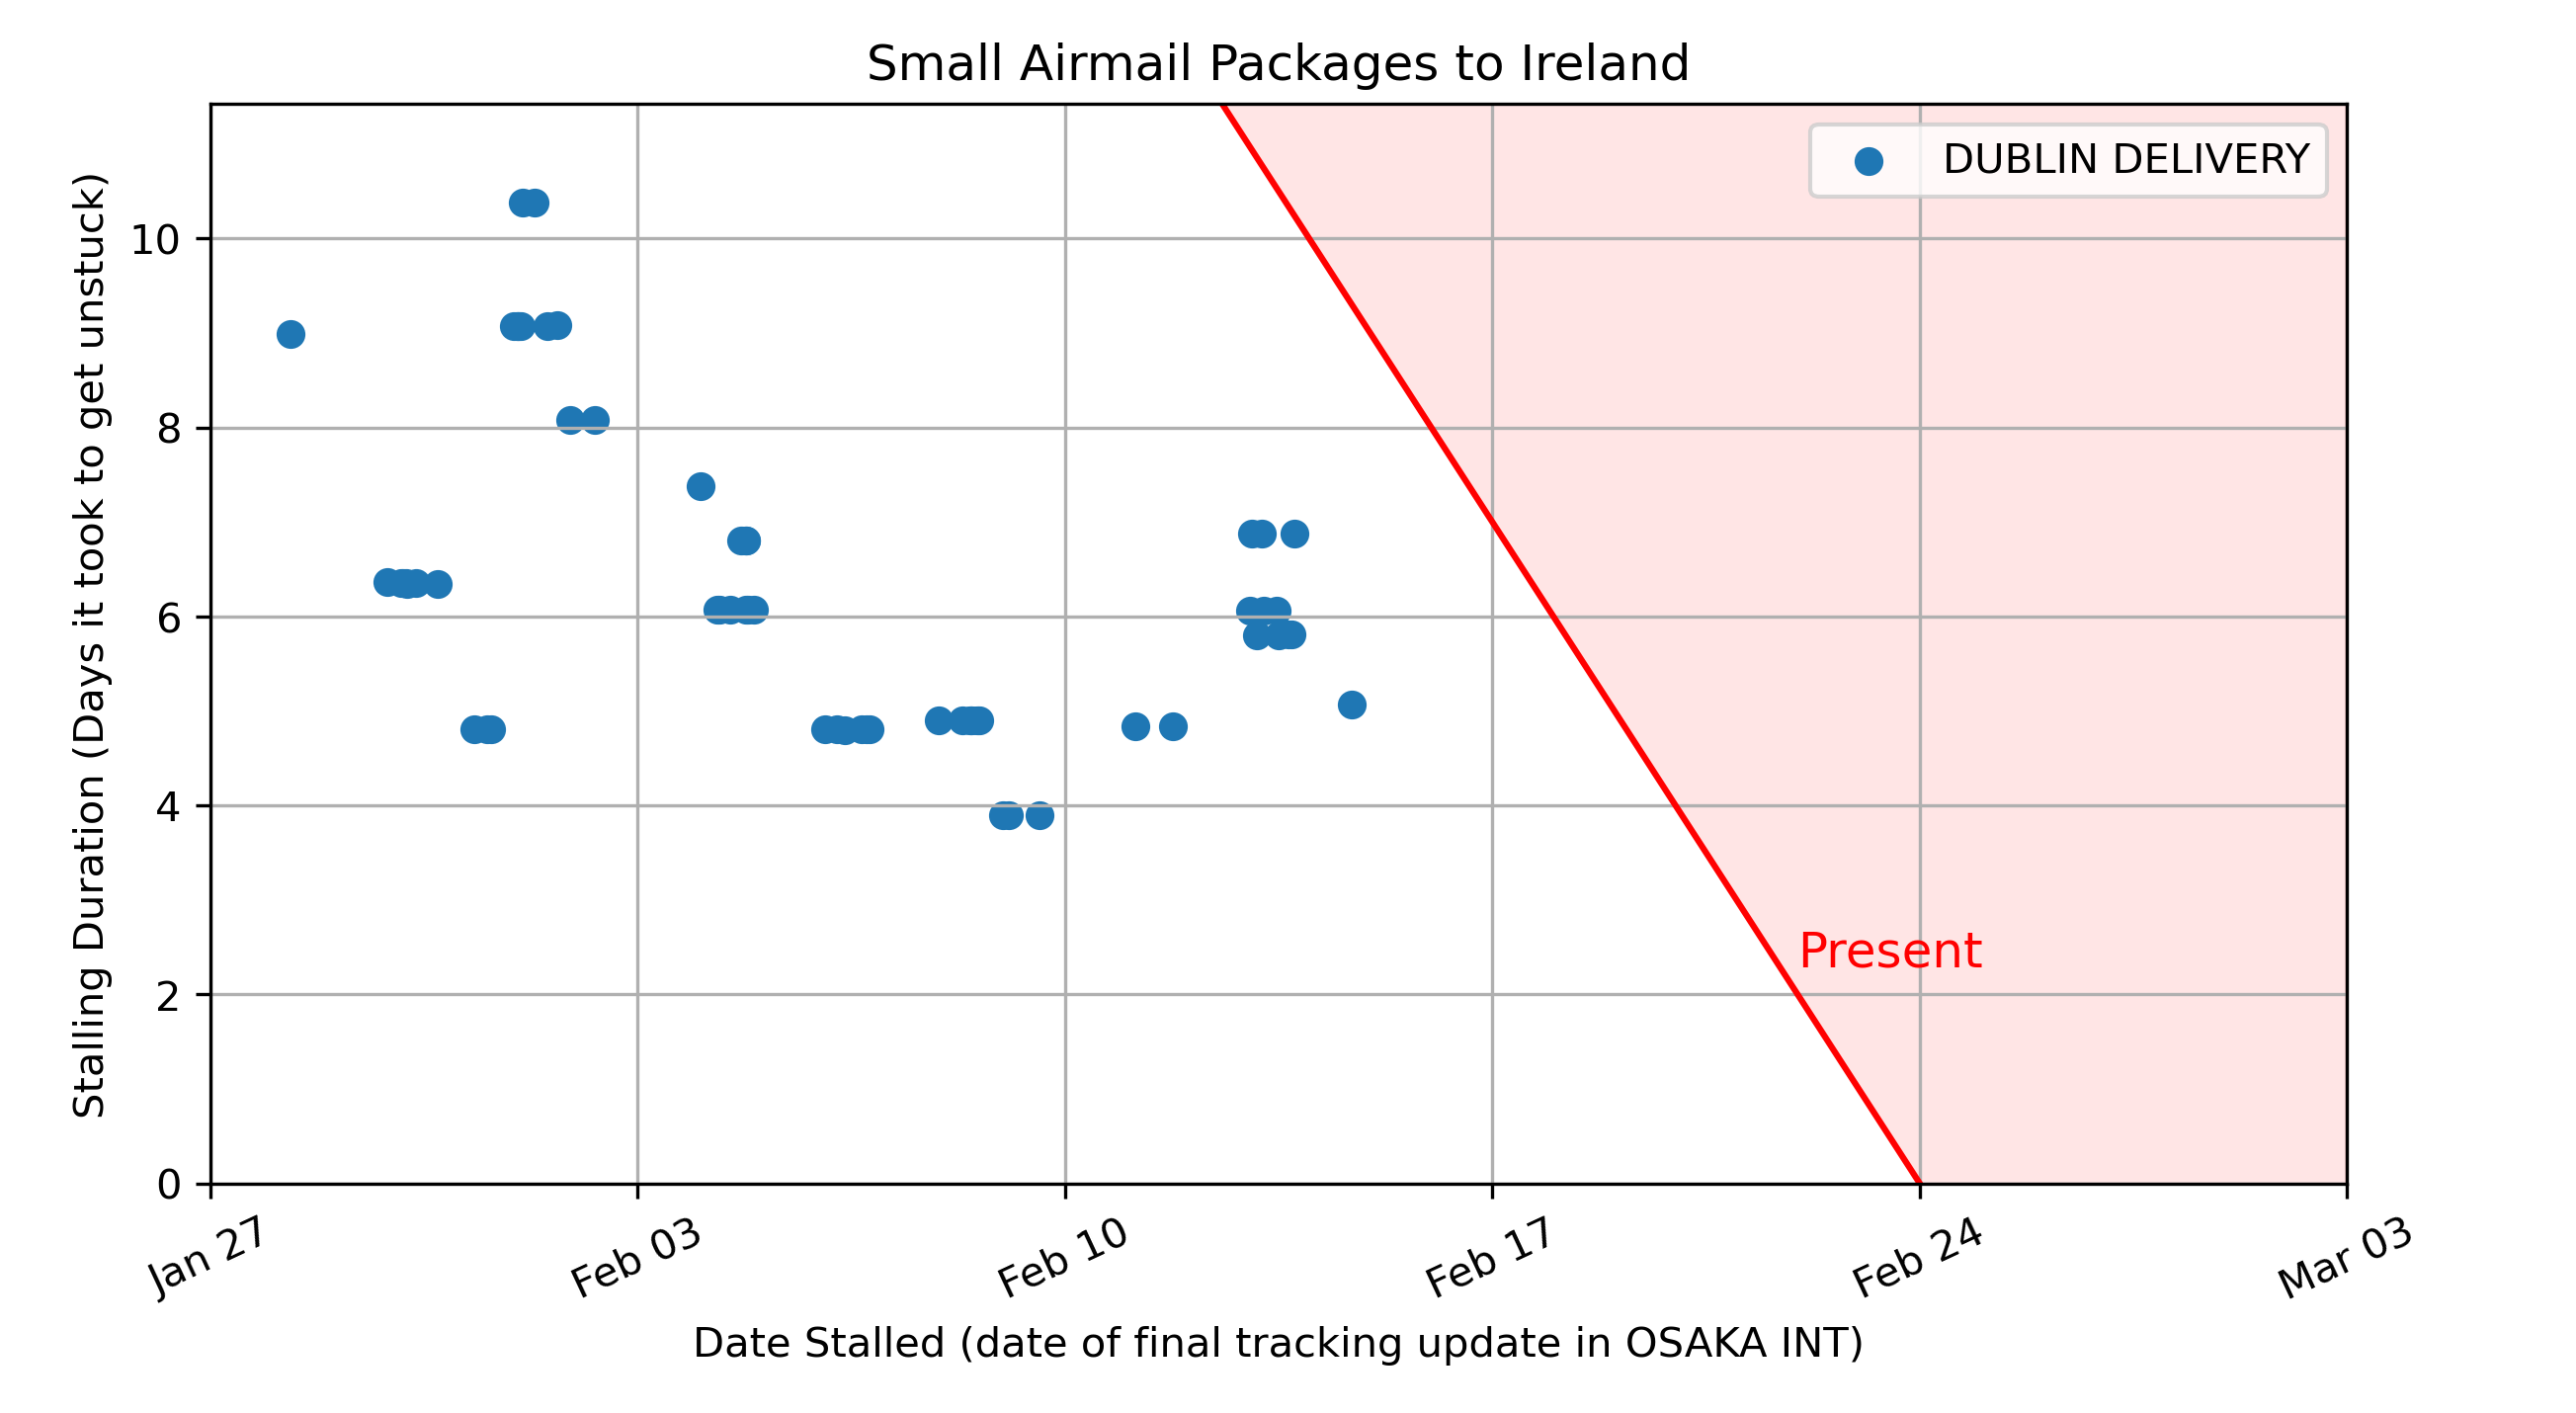 Small Airmail Packages to Ireland
DUBLIN DELIVERY
Stalling Duration (Days it took to get unstuck)
10
8
6
4
2
0
Present
Jan 27
Feb 03
Feb 10
Feb 17
Feb 24
Mar 03
Date Stalled (date of final tracking update in OSAKA INT)